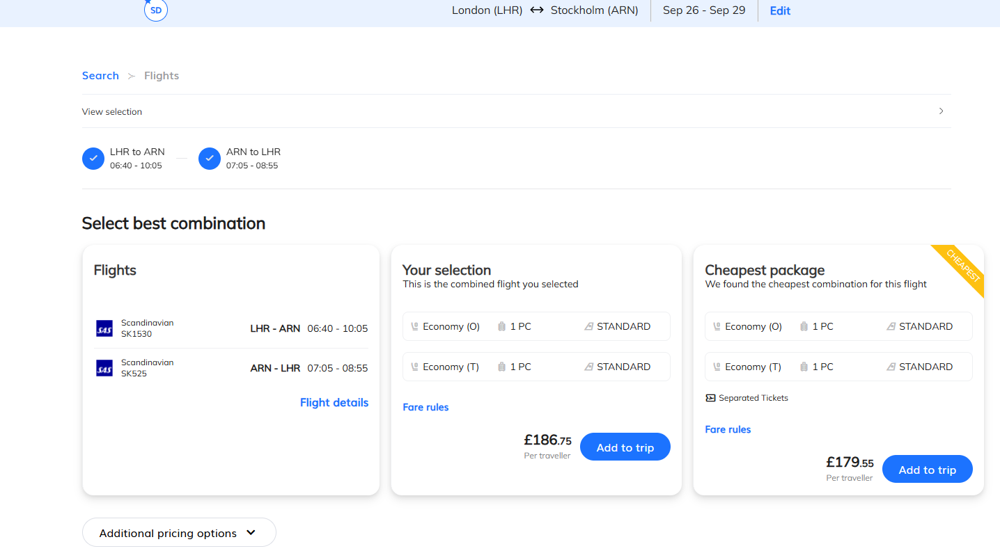 SD
London (LHR) ↔ Stockholm (ARN) Sep 26 - Sep 29 Edit
Search > Flights
View selection
LHR to ARN
06:40 - 10:05
ARN to LHR
07:05 - 08:55
Select best combination
Flights
SAS Scandinavian
SK1530
LHR - ARN 06:40 - 10:05
SAS Scandinavian
SK525
ARN - LHR 07:05 - 08:55
Flight details
Your selection
This is the combined flight you selected
Economy (O) 1 PC STANDARD
Economy (T) 1 PC STANDARD
Fare rules
£186.75
Per traveller
Add to trip
CHEAPEST
Cheapest package
We found the cheapest combination for this flight
Economy (O) 1 PC STANDARD
Economy (T) 1 PC STANDARD
Separated Tickets
Fare rules
£179.55
Per traveller
Add to trip
Additional pricing options